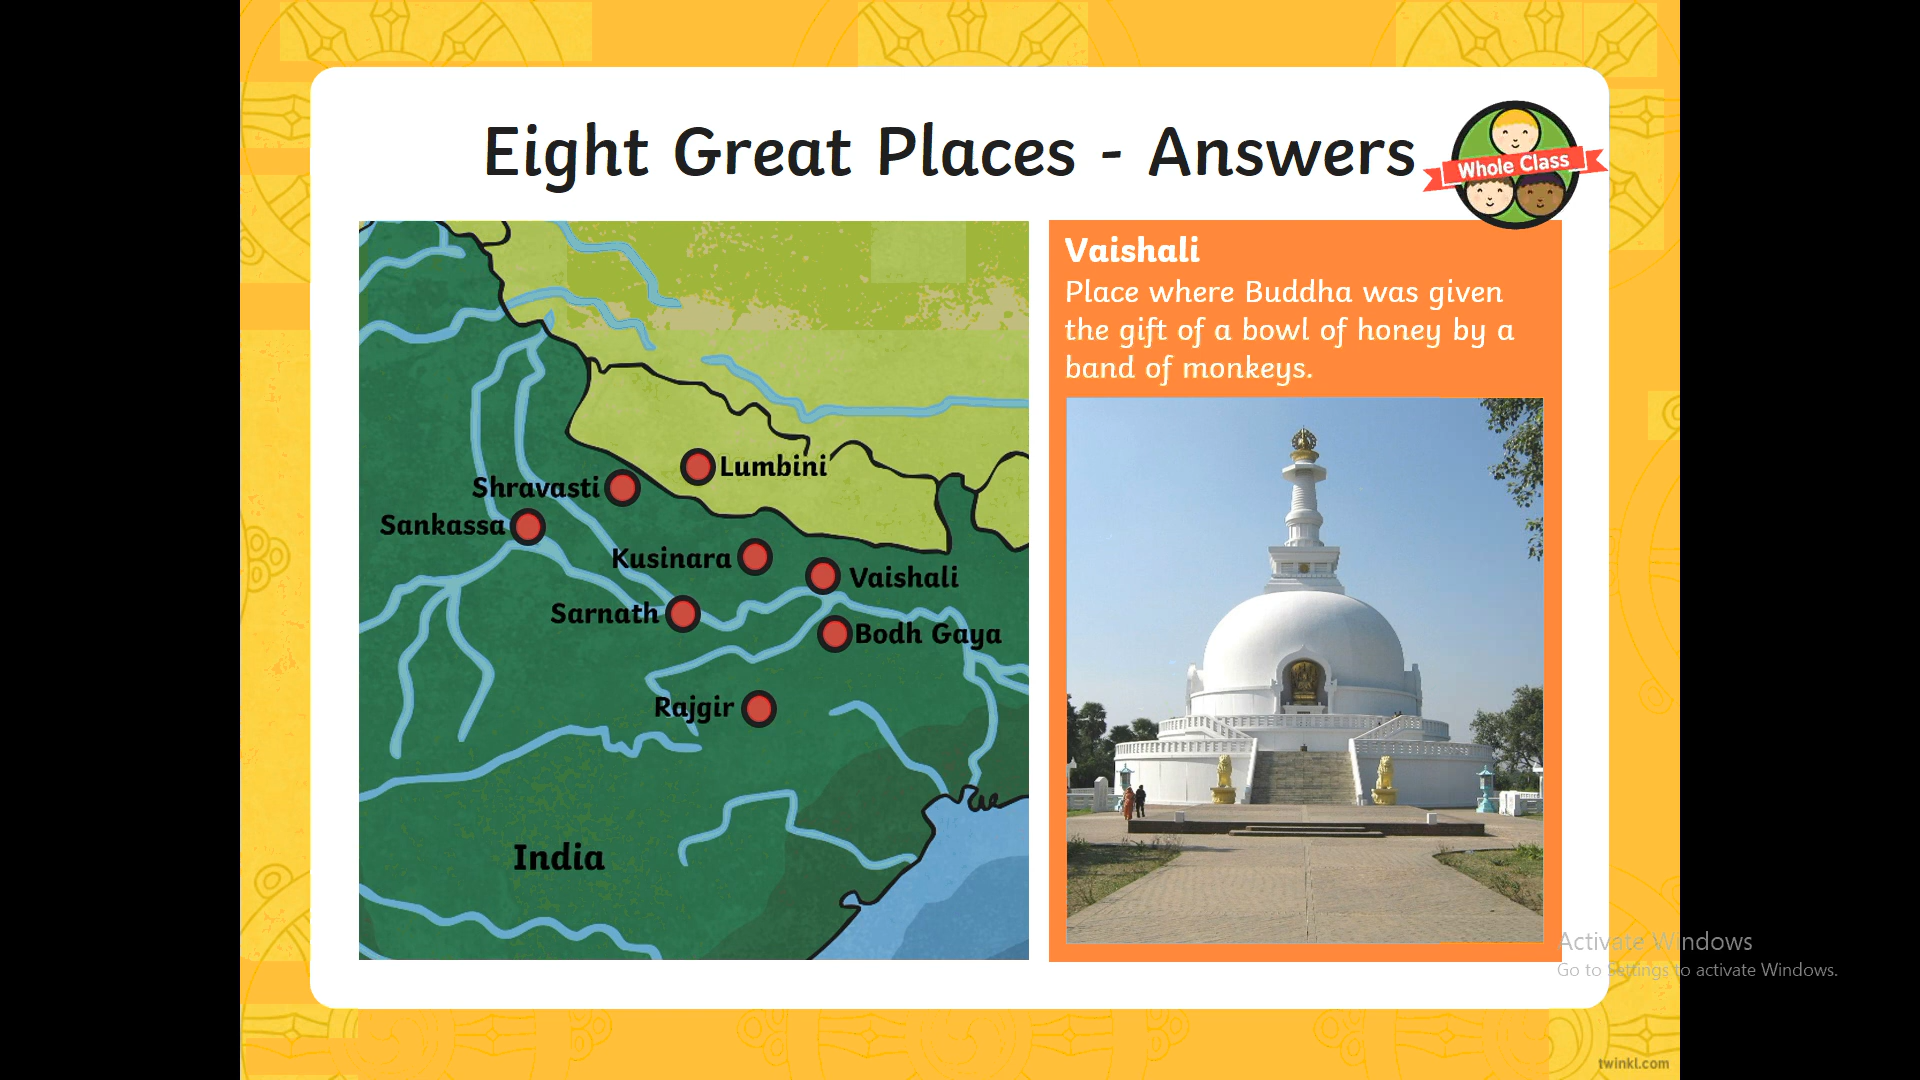 Eight Great Places - Answers
Whole Class
Lumbini
Shravasti
Sankassa
Kusinara
Vaishali
Sarnath
Bodh Gaya
Rajgir
India
Vaishali
Place where Buddha was given
the gift of a bowl of honey by a
band of monkeys.
Activate Windows
Go to Settings to activate Windows.
twinkl.com